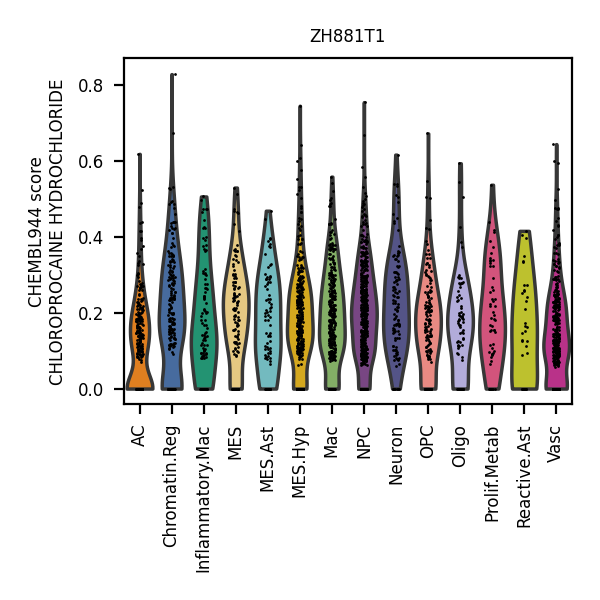 ZH881T1
CHEMBL944 score
CHLOROPROCAINE HYDROCHLORIDE
0.8
0.6
0.4
0.2
0.0
AC
Chromatin.Reg
Inflammatory.Mac
MES
MES.Ast
MES.Hyp
Mac
NPC
Neuron
OPC
Oligo
Prolif.Metab
Reactive.Ast
Vasc